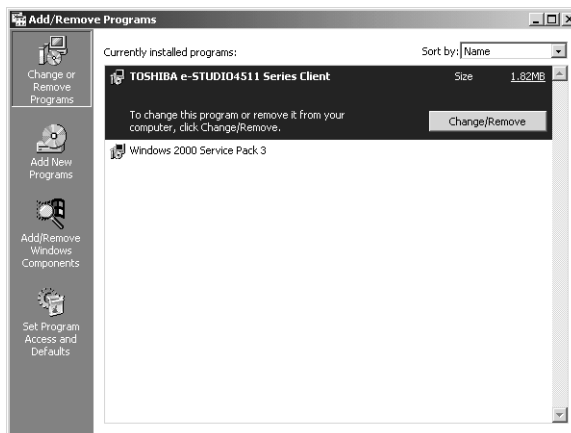 Add/Remove Programs
Change or
Remove
Programs
Add New
Programs
Add/Remove
Windows
Components
Set Program
Access and
Defaults
Currently installed programs:
Sort by: Name
TOSHIBA e-STUDIO4511 Series Client
Size 1.82MB
To change this program or remove it from your
computer, click Change/Remove.
Change/Remove
Windows 2000 Service Pack 3